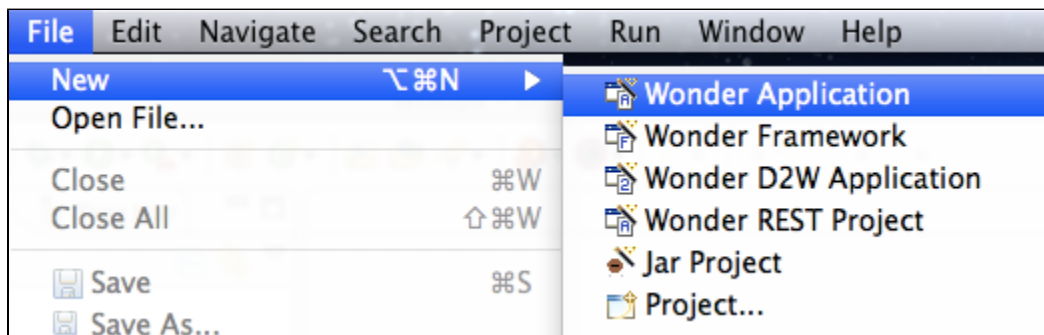 File Edit Navigate Search Project Run Window Help
New ⌥⌘N ▶
Open File...
Close ⌘W
Close All ⇧⌘W
Save ⌘S
Save As...
Wonder Application
Wonder Framework
Wonder D2W Application
Wonder REST Project
Jar Project
Project...